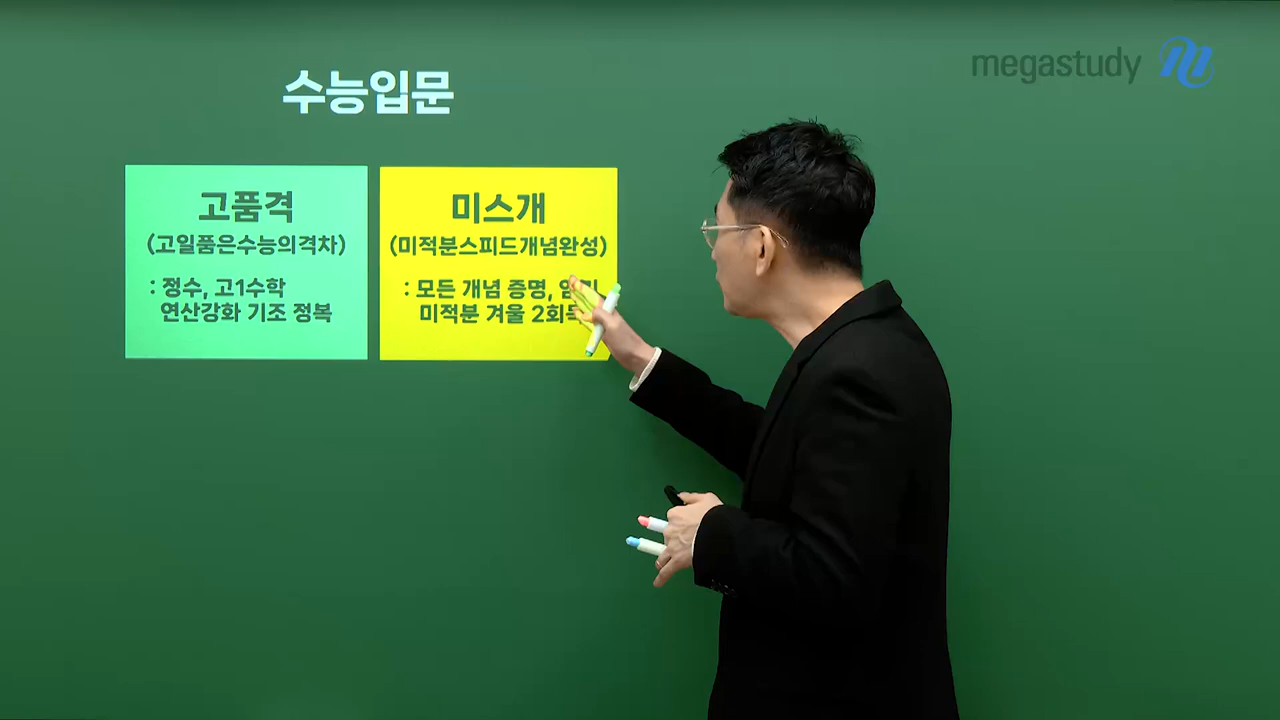 수능입문
megastudy
고품격
(고일품은수능의격차)
: 정수, 고1수학
연산강화 기조 정복
미스개
(미적분스피드개념완성)
: 모든 개념 증명,
미적분 겨울